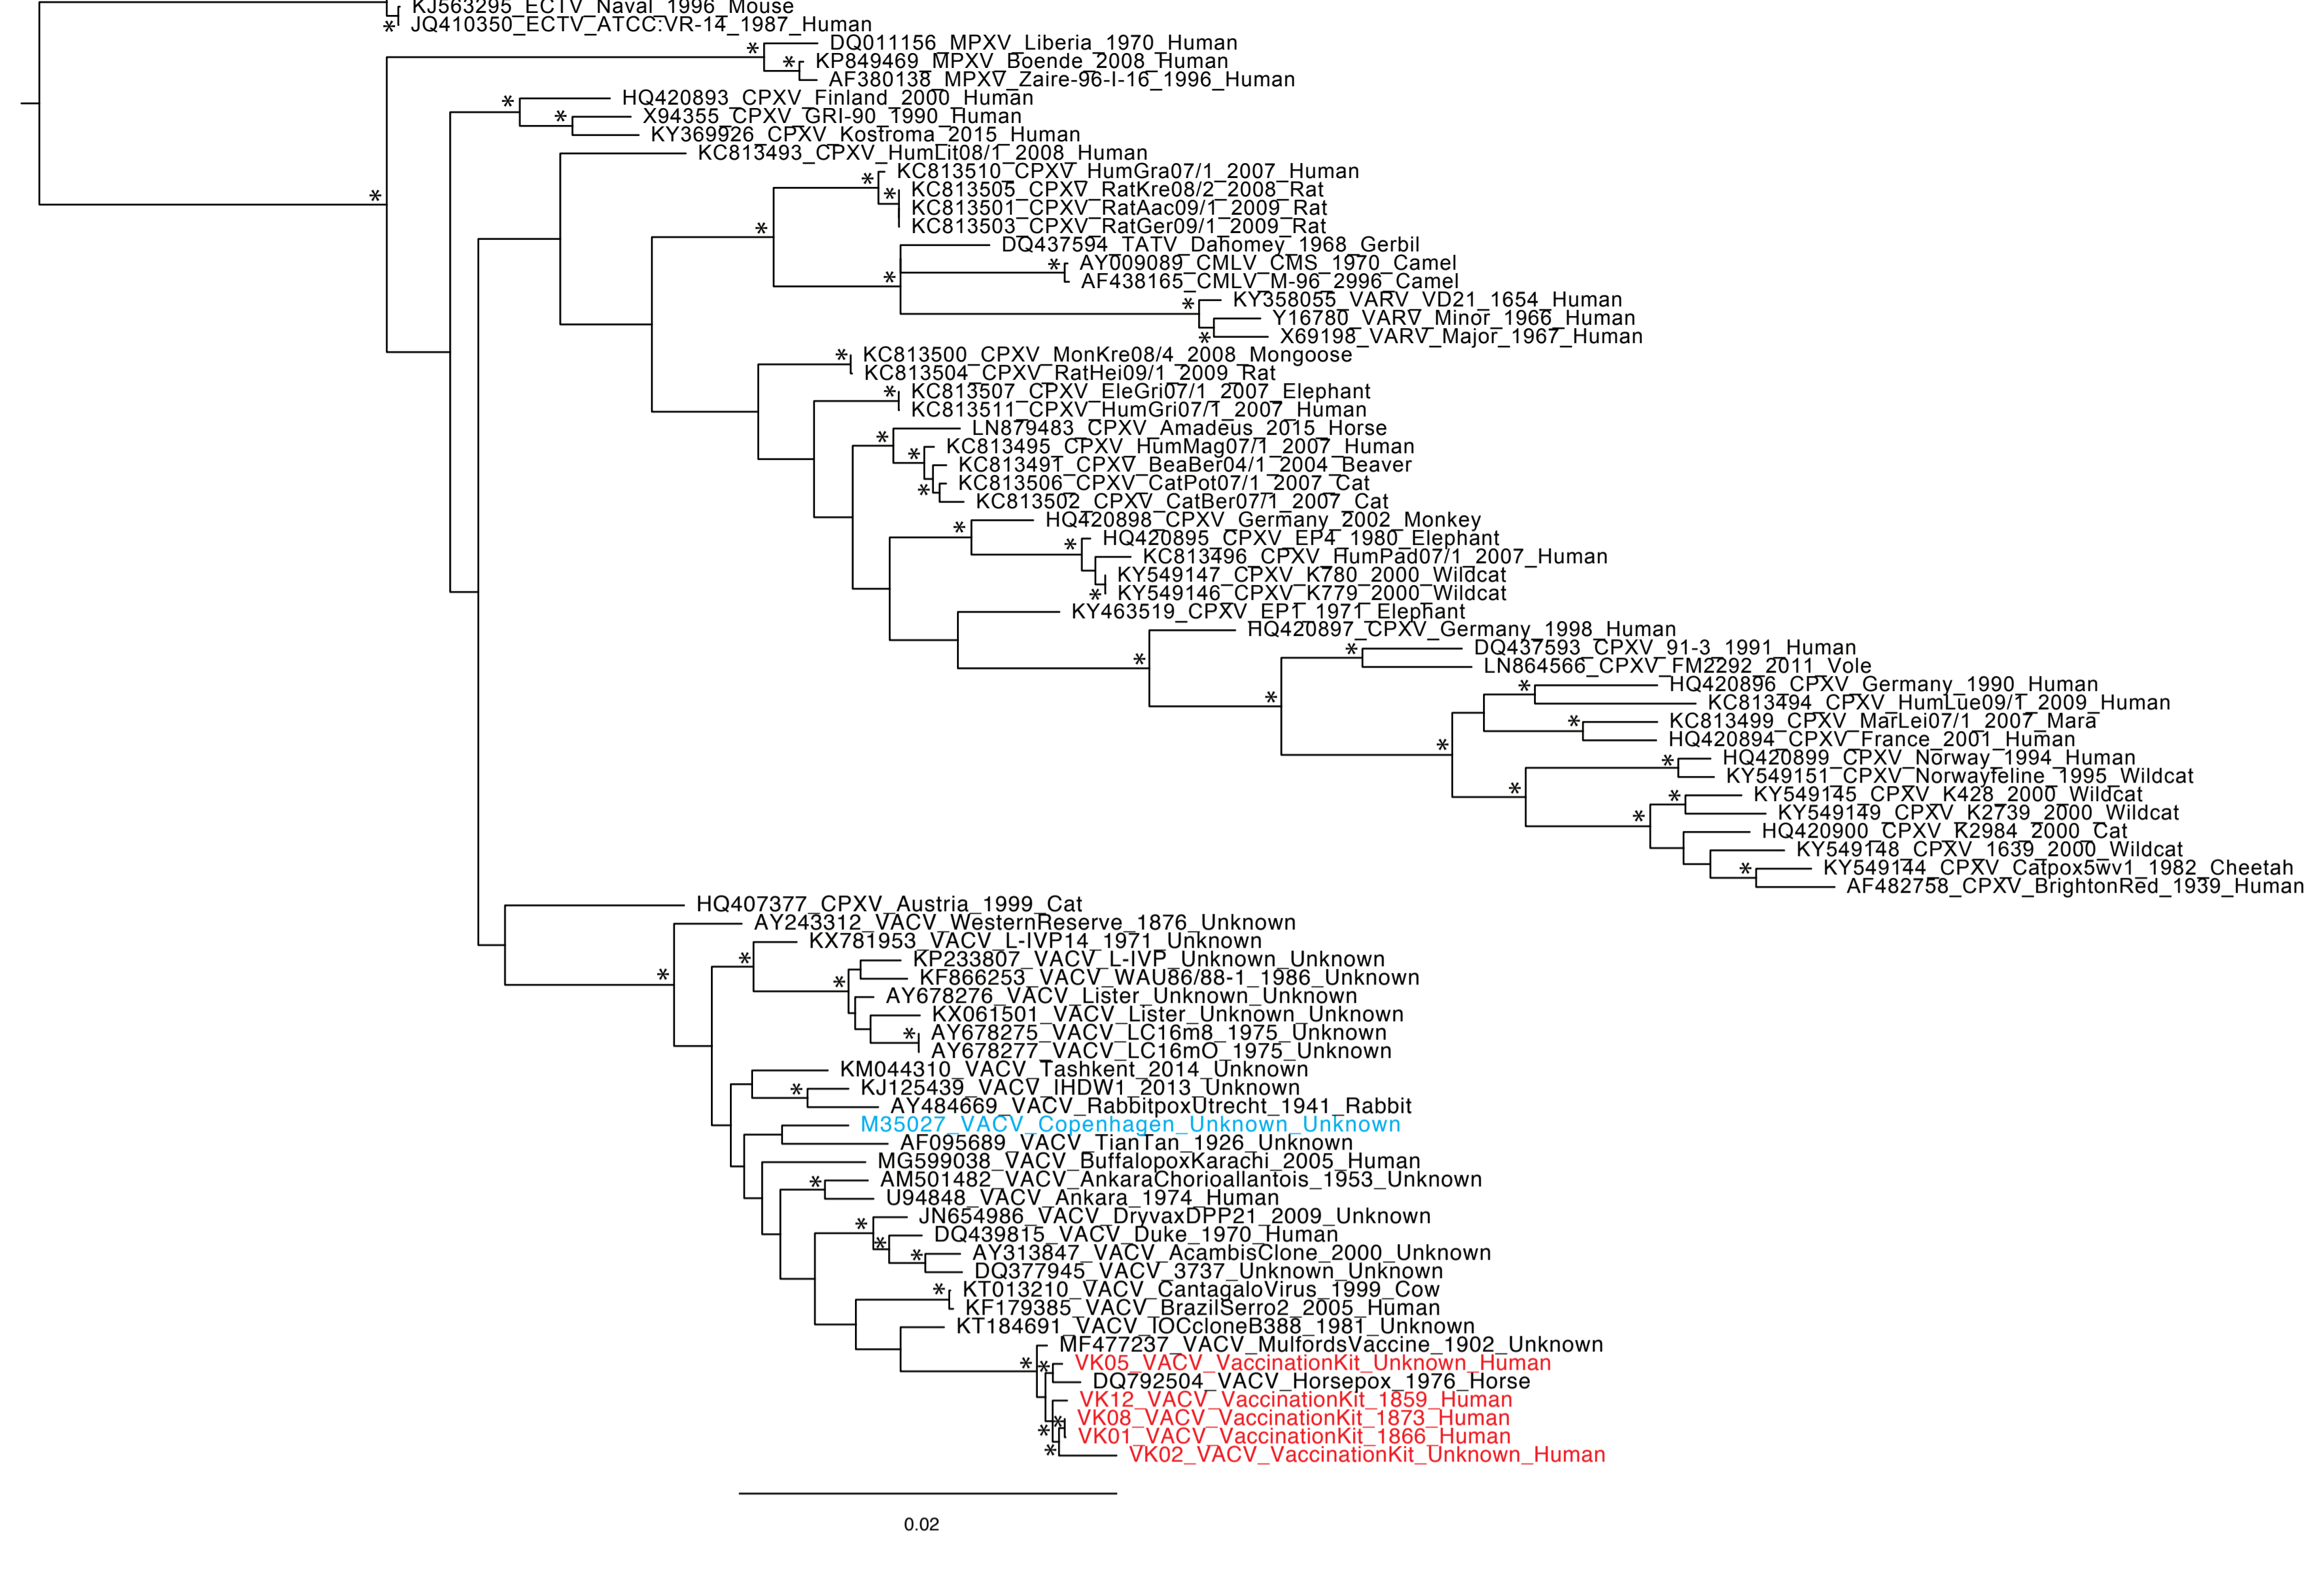 KJ563295_ECTV_Naval_1996_Mouse
* JQ410350_ECTV_ATCC:VR-14_1987_Human
* DQ011156_MPXV_Liberia_1970_Human
* KP849469_MPXV_Boende_2008_Human
AF380138_MPXV_Zaire-96-I-16_1996_Human
* HQ420893_CPXV_Finland_2000_Human
* X94355_CPXV_GRI-90_1990_Human
KY369926_CPXV_Kostroma_2015_Human
KC813493_CPXV_HumLit08/1_2008_Human
* KC813510_CPXV_HumGra07/1_2007_Human
* KC813505_CPXV_RatKre08/2_2008_Rat
* KC813501_CPXV_RatAac09/1_2009_Rat
* KC813503_CPXV_RatGer09/1_2009_Rat
DQ437594_TATV_Dahomey_1968_Gerbil
* AY009089_CMLV_CMS_1970_Camel
* AF438165_CMLV_M-96_2996_Camel
* KY358055_VARV_VD21_1654_Human
Y16780_VARV_Minor_1966_Human
* X69198_VARV_Major_1967_Human
* KC813500_CPXV_MonKre08/4_2008_Mongoose
KC813504_CPXV_RatHei09/1_2009_Rat
* KC813507_CPXV_EleGri07/1_2007_Elephant
KC813511_CPXV_HumGri07/1_2007_Human
* LN879483_CPXV_Amadeus_2015_Horse
* KC813495_CPXV_HumMag07/1_2007_Human
KC813491_CPXV_BeaBer04/1_2004_Beaver
* KC813506_CPXV_CatPot07/1_2007_Cat
KC813502_CPXV_CatBer07/1_2007_Cat
* HQ420898_CPXV_Germany_2002_Monkey
* HQ420895_CPXV_EP4_1980_Elephant
KC813496_CPXV_HumPad07/1_2007_Human
KY549147_CPXV_K780_2000_Wildcat
* KY549146_CPXV_K779_2000_Wildcat
KY463519_CPXV_EP1_1971_Elephant
HQ420897_CPXV_Germany_1998_Human
* DQ437593_CPXV_91-3_1991_Human
* LN864566_CPXV_FM2292_2011_Vole
* HQ420896_CPXV_Germany_1990_Human
* KC813494_CPXV_HumLue09/1_2009_Human
* KC813499_CPXV_MarLei07/1_2007_Mara
* HQ420894_CPXV_France_2001_Human
* HQ420899_CPXV_Norway_1994_Human
* KY549151_CPXV_Norwayfeline_1995_Wildcat
* KY549145_CPXV_K428_2000_Wildcat
* KY549149_CPXV_K2739_2000_Wildcat
HQ420900_CPXV_K2984_2000_Cat
KY549148_CPXV_1639_2000_Wildcat
* KY549144_CPXV_Catpox5wv1_1982_Cheetah
AF482758_CPXV_BrightonRed_1939_Human
HQ407377_CPXV_Austria_1999_Cat
AY243312_VACV_WesternReserve_1876_Unknown
KX781953_VACV_L-IVP14_1971_Unknown
* KP233807_VACV_L-IVP_Unknown_Unknown
* * KF866253_VACV_WAU86/88-1_1986_Unknown
AY678276_VACV_Lister_Unknown_Unknown
KX061501_VACV_Lister_Unknown_Unknown
* AY678275_VACV_LC16m8_1975_Unknown
AY678277_VACV_LC16mO_1975_Unknown
KM044310_VACV_Tashkent_2014_Unknown
* KJ125439_VACV_IHDW1_2013_Unknown
AY484669_VACV_RabbitpoxUtrecht_1941_Rabbit
M35027_VACV_Copenhagen_Unknown_Unknown
AF095689_VACV_TianTan_1926_Unknown
MG599038_VACV_BuffalopoxKarachi_2005_Human
* AM501482_VACV_AnkaraChorioallantois_1953_Unknown
U94848_VACV_Ankara_1974_Human
* JN654986_VACV_DryvaxDPP21_2009_Unknown
* DQ439815_VACV_Duke_1970_Human
* AY313847_VACV_AcambisClone_2000_Unknown
DQ377945_VACV_3737_Unknown_Unknown
* KT013210_VACV_CantagaloVirus_1999_Cow
KF179385_VACV_BrazilSerro2_2005_Human
KT184691_VACV_IOCcloneB388_1981_Unknown
MF477237_VACV_MulfordsVaccine_1902_Unknown
* * VK05_VACV_VaccinationKit_Unknown_Human
DQ792504_VACV_Horsepox_1976_Horse
VK12_VACV_VaccinationKit_1859_Human
* * VK08_VACV_VaccinationKit_1873_Human
VK01_VACV_VaccinationKit_1866_Human
* VK02_VACV_VaccinationKit_Unknown_Human
0.02